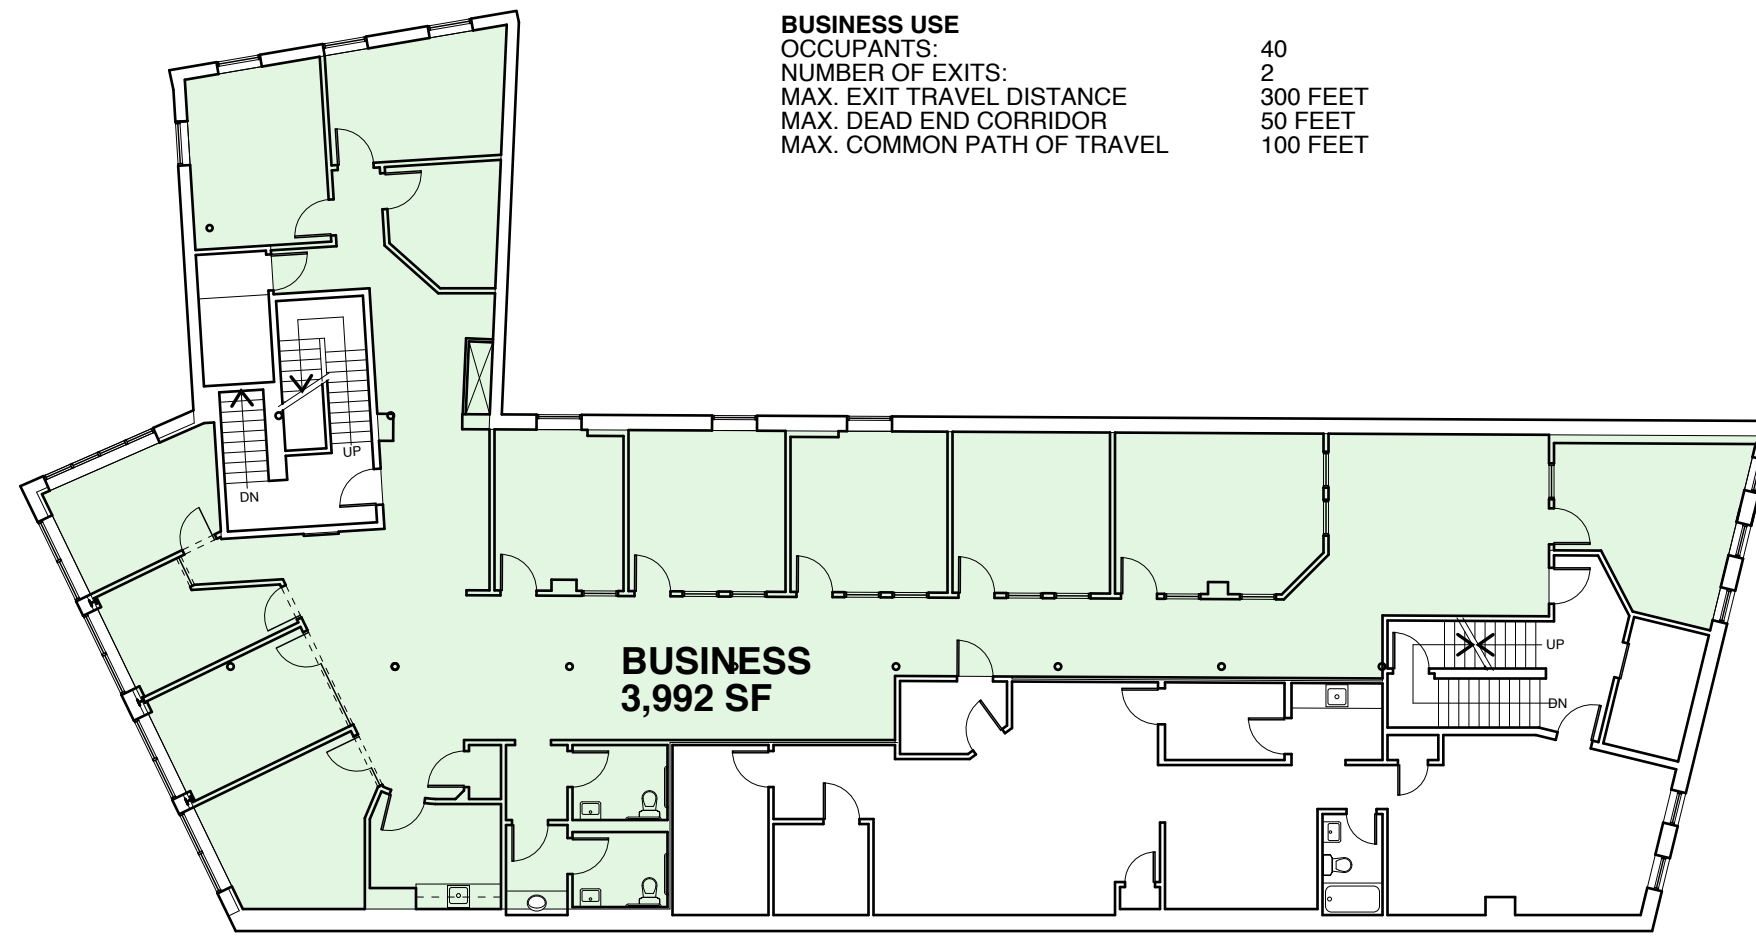 BUSINESS USE
OCCUPANTS: 40
NUMBER OF EXITS: 2
MAX. EXIT TRAVEL DISTANCE 300 FEET
MAX. DEAD END CORRIDOR 50 FEET
MAX. COMMON PATH OF TRAVEL 100 FEET
UP
DN
BUSINESS
3,992 SF
UP
DN